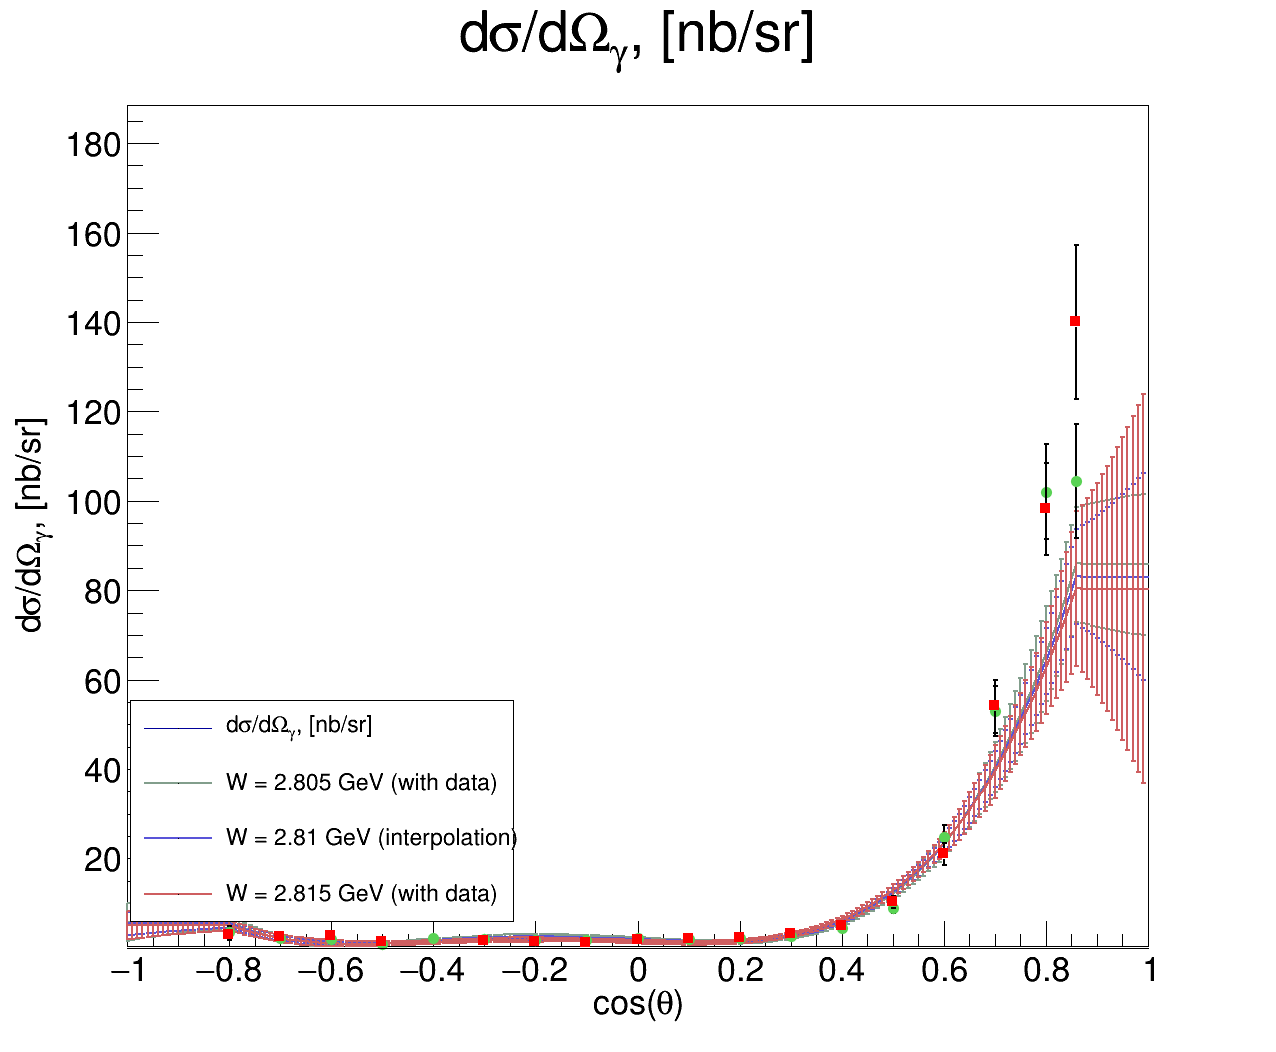 dσ/dΩγ, [nb/sr]
dσ/dΩγ, [nb/sr]
180
160
140
120
100
80
60
40
20
dσ/dΩγ, [nb/sr]
W = 2.805 GeV (with data)
W = 2.81 GeV (interpolation)
W = 2.815 GeV (with data)
−1 −0.8 −0.6 −0.4 −0.2 0 0.2 0.4 0.6 0.8 1
cos(θ)